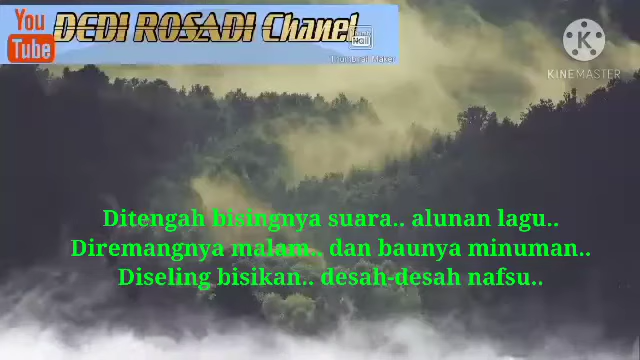 You
Tube
DEDI ROSADI Chanel
KINEMASTER
Ditengah bisingnya suara.. alunan lagu..
Diremangnya malam.. dan baunya minuman..
Diseling bisikan.. desah-desah nafsu..